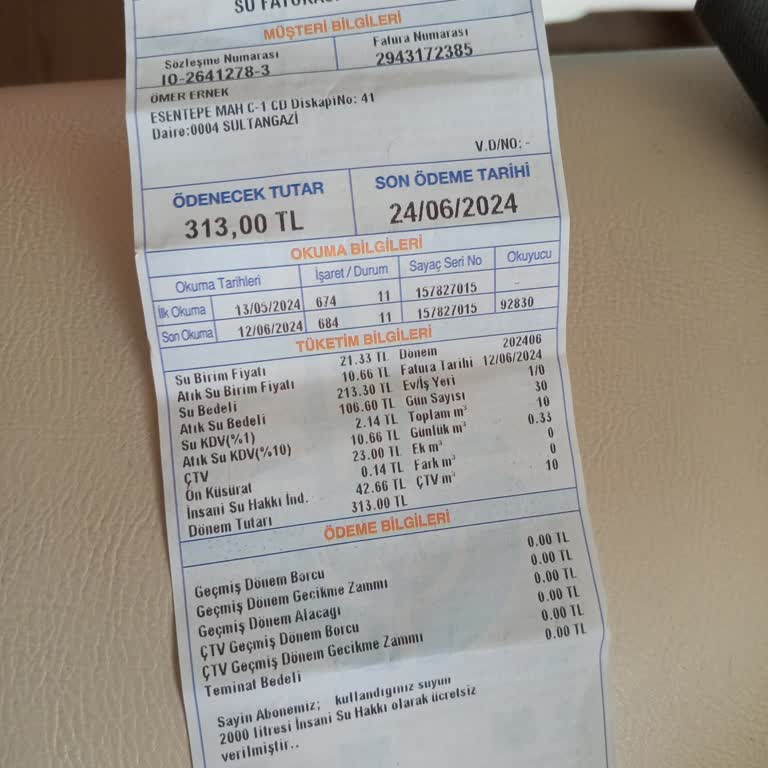 SU FATURASI
MÜŞTERİ BİLGİLERİ
Sözleşme Numarası Fatura Numarası
10-2641278-3 2943172385
ÖMER ERNEK
ESENTEPE MAH C-1 CD DiskapiNo: 41
Daire:0004 SULTANGAZİ
V.D/NO: -
ÖDENECEK TUTAR SON ÖDEME TARİHİ
313,00 TL 24/06/2024
OKUMA BİLGİLERİ
Okuma Tarihleri İşaret / Durum Sayaç Seri No Okuyucu
İlk Okuma 13/05/2024 674 11 157827015 -
Son Okuma 12/06/2024 684 11 157827015 92830
TÜKETİM BİLGİLERİ
Su Birim Fiyatı 21.33 TL Dönem 202406
Atık Su Birim Fiyatı 10.66 TL Fatura Tarihi 12/06/2024
Su Bedeli 213.30 TL Ev/İş Yeri 1/0
Atık Su Bedeli 106.60 TL Gün Sayısı 30
Su KDV(%1) 2.14 TL Toplam m³ 10
Atık Su KDV(%10) 10.66 TL Günlük m³ 0.33
ÇTV 23.00 TL Ek m³ 0
Ön Küsürat 0.14 TL Fark m³ 0
İnsani Su Hakkı İnd. 42.66 TL ÇTV m³ 10
Dönem Tutarı 313.00 TL
ÖDEME BİLGİLERİ
Geçmiş Dönem Borcu 0.00 TL
Geçmiş Dönem Gecikme Zammı 0.00 TL
Geçmiş Dönem Alacağı 0.00 TL
ÇTV Geçmiş Dönem Borcu 0.00 TL
ÇTV Geçmiş Dönem Gecikme Zammı 0.00 TL
Teminat Bedeli 0.00 TL
Sayin Abonemiz; kullandıgınız suyun
2000 litresi İnsani Su Hakkı olarak ücretsiz
verilmiştir..